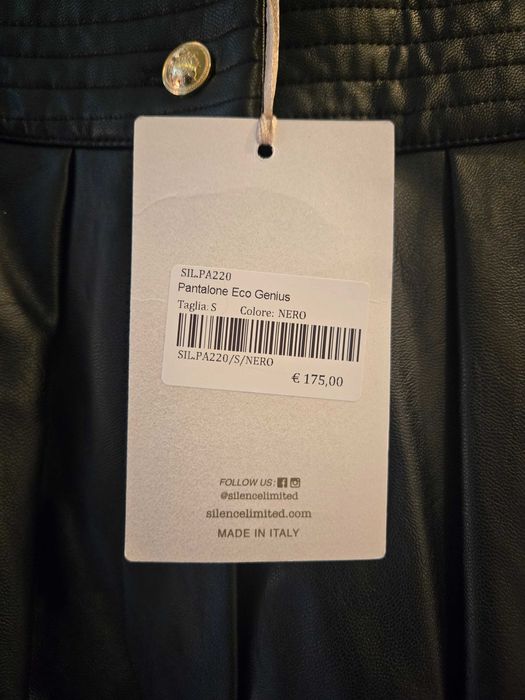 SIL.PA220
Pantalone Eco Genius
Taglia: S Colore: NERO
SIL.PA220/S/NERO
€ 175,00
FOLLOW US:
@silencelimited
silencelimited.com
MADE IN ITALY